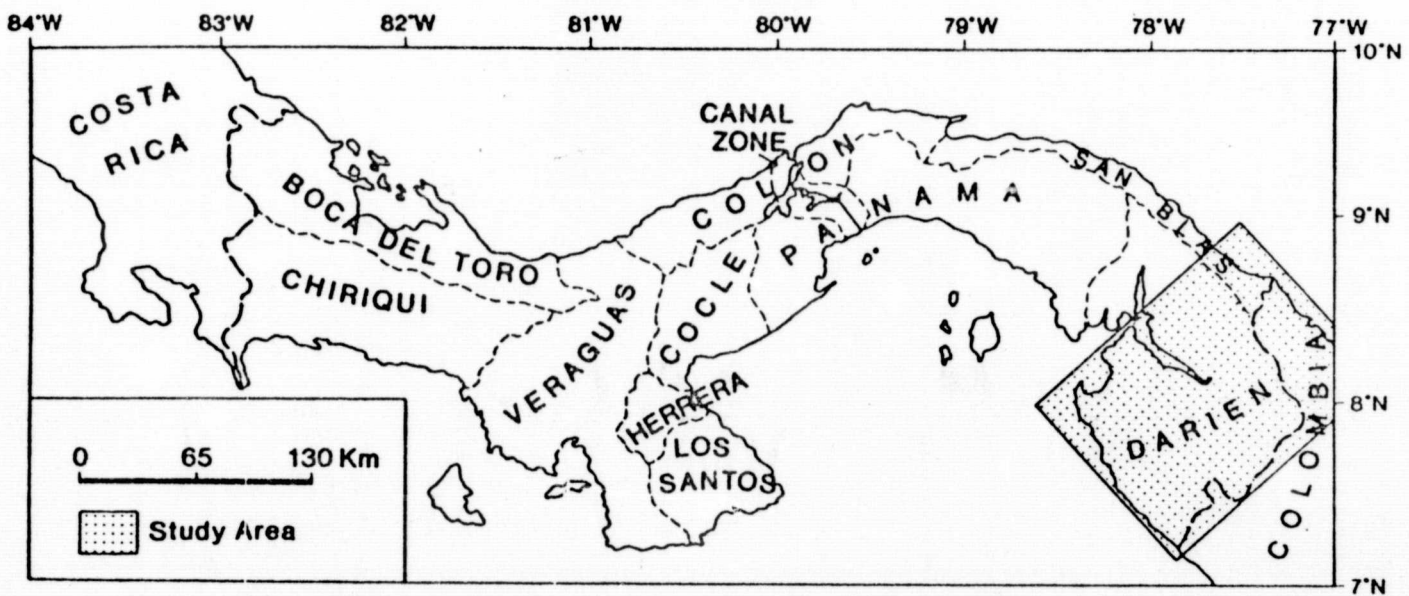 84°W 83°W 82°W 81°W 80°W 79°W 78°W 77°W
10°N
COSTA
RICA
CANAL
ZONE
COLON
SAN BLAS
BOCA DEL TORO
PANAMA
9°N
CHIRIQUI
VERAGUAS
COCLE
HERRERA
LOS
SANTOS
DARIEN
COLOMBIA
8°N
0 65 130 Km
Study Area
7°N